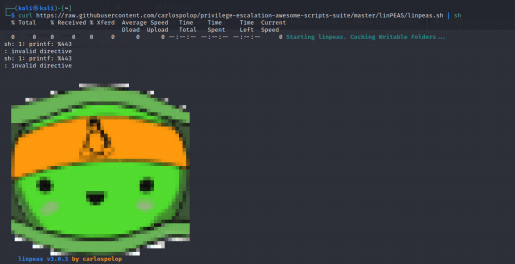 (kali㉿kali)-[~]
$ curl https://raw.githubusercontent.com/carlospolop/privilege-escalation-awesome-scripts-suite/master/linPEAS/linpeas.sh | sh
% Total % Received % Xferd Average Speed Time Time Time Current
Dload Upload Total Spent Left Speed
0 0 0 0 0 0 0 0 --:--:-- --:--:-- --:--:-- 0 Starting linpeas. Caching Writable Folders...
sh: 1: printf: %443
: invalid directive
sh: 1: printf: %443
: invalid directive
linpeas v3.0.3 by carlospolop